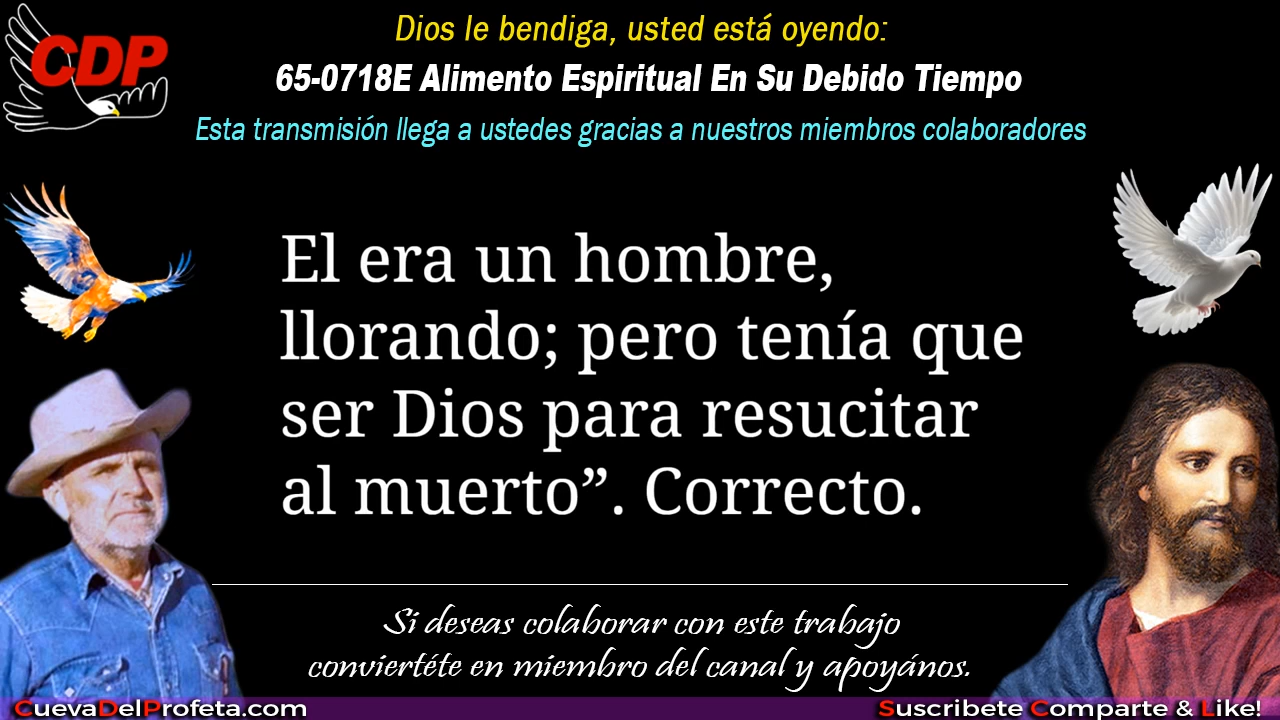 CDP
Dios le bendiga, usted está oyendo:
65-0718E Alimento Espiritual En Su Debido Tiempo
Esta transmisión llega a ustedes gracias a nuestros miembros colaboradores
El era un hombre,
llorando; pero tenía que
ser Dios para resucitar
al muerto”. Correcto.
Si deseas colaborar con este trabajo
conviertéte en miembro del canal y apoyános.
CuevaDelProfeta.com
Suscribete Comparte & Like!